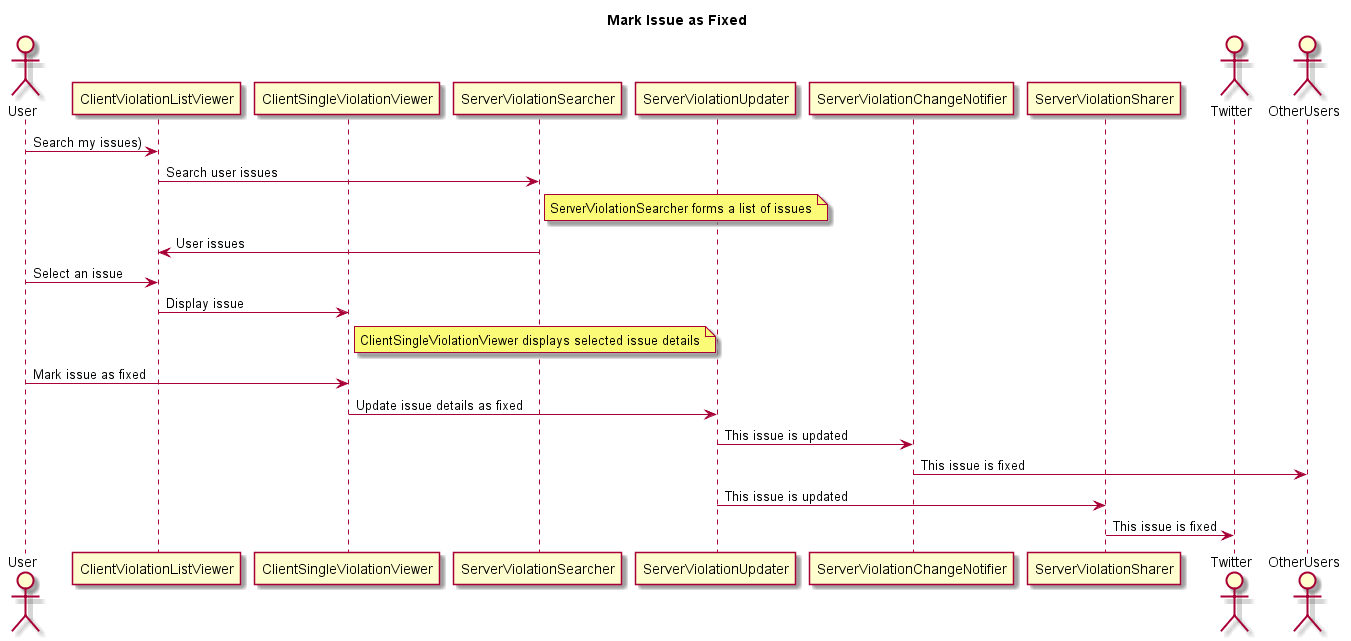 Mark Issue as Fixed
User
ClientViolationListViewer
ClientSingleViolationViewer
ServerViolationSearcher
ServerViolationUpdater
ServerViolationChangeNotifier
ServerViolationSharer
Twitter
OtherUsers
Search my issues)
Search user issues
ServerViolationSearcher forms a list of issues
User issues
Select an issue
Display issue
ClientSingleViolationViewer displays selected issue details
Mark issue as fixed
Update issue details as fixed
This issue is updated
This issue is fixed
This issue is updated
This issue is fixed
User
ClientViolationListViewer
ClientSingleViolationViewer
ServerViolationSearcher
ServerViolationUpdater
ServerViolationChangeNotifier
ServerViolationSharer
Twitter
OtherUsers